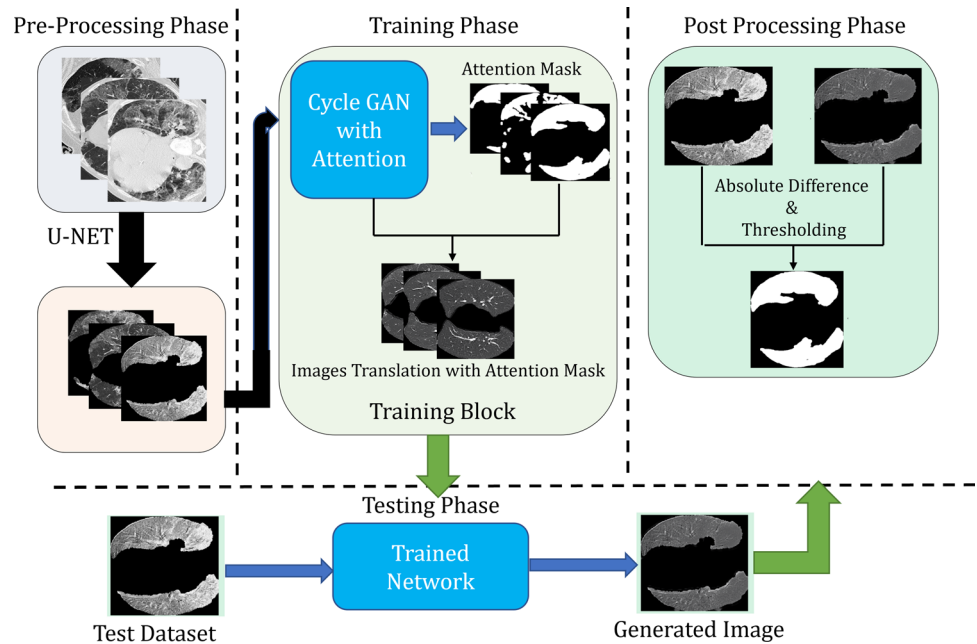 Pre-Processing Phase
Training Phase
Post Processing Phase
U-NET
Cycle GAN
with
Attention
Attention Mask
Images Translation with Attention Mask
Training Block
Absolute Difference
&
Thresholding
Testing Phase
Trained
Network
Test Dataset
Generated Image